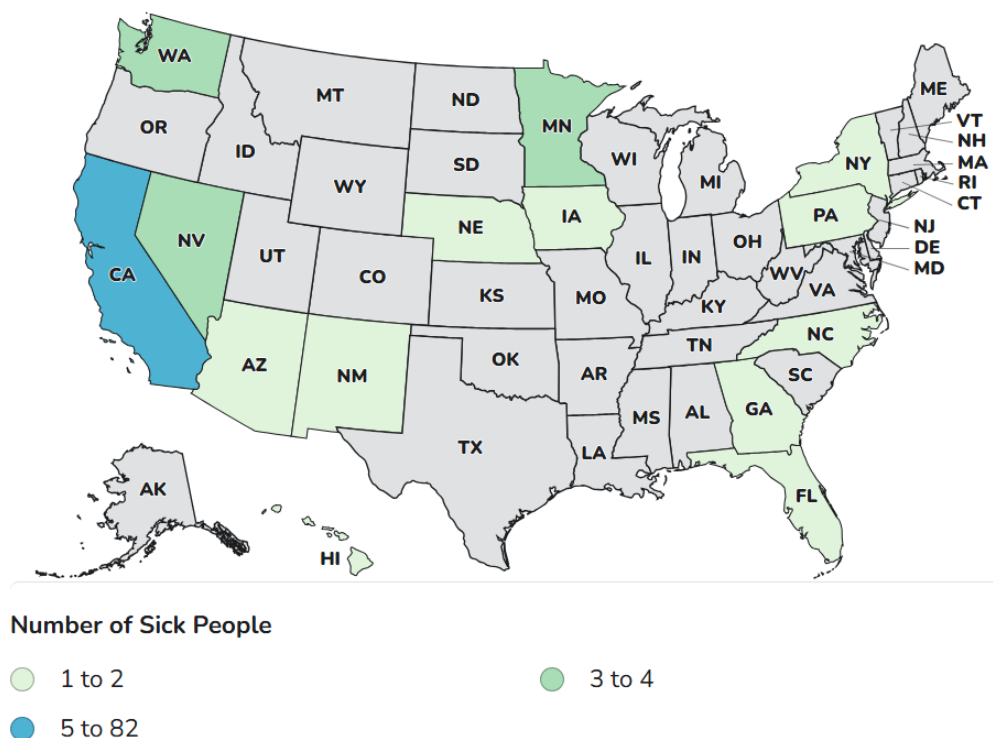 WA
MT
ND
MN
ME
VT
NH
MA
RI
CT
OR
ID
SD
WI
NY
WY
MI
IA
PA
NE
NJ
NV
UT
OH
DE
IL
IN
MD
CA
CO
WV
VA
KS
MO
KY
NC
TN
AZ
NM
OK
AR
SC
GA
MS
AL
TX
LA
AK
FL
HI
Number of Sick People
1 to 2
3 to 4
5 to 82